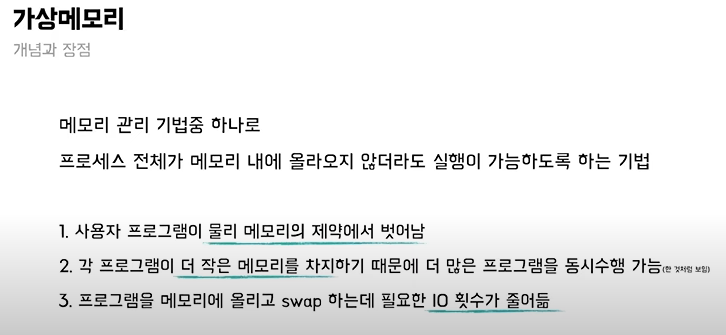 가상메모리
개념과 장점
메모리 관리 기법중 하나로
프로세스 전체가 메모리 내에 올라오지 않더라도 실행이 가능하도록 하는 기법
1. 사용자 프로그램이 물리 메모리의 제약에서 벗어남
2. 각 프로그램이 더 작은 메모리를 차지하기 때문에 더 많은 프로그램을 동시수행 가능(한 것처럼 보임)
3. 프로그램을 메모리에 올리고 swap 하는데 필요한 IO 횟수가 줄어듦